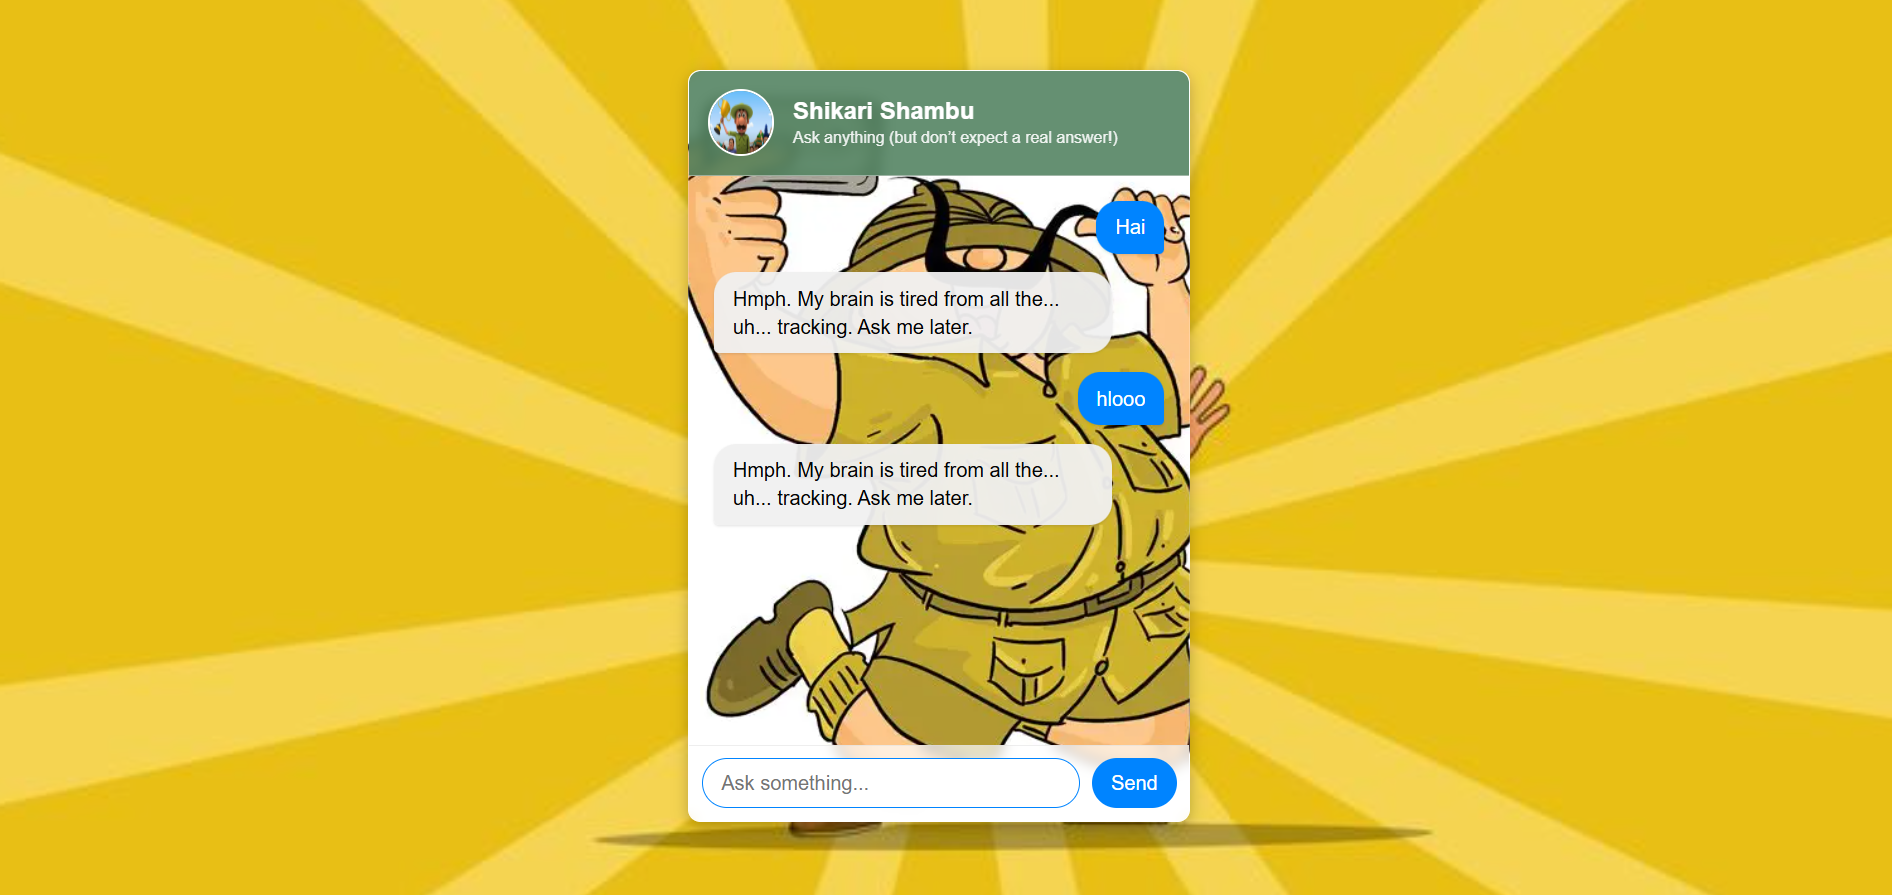 Shikari Shambu
Ask anything (but don’t expect a real answer!)
Hai
Hmph. My brain is tired from all the...
uh... tracking. Ask me later.
hlooo
Hmph. My brain is tired from all the...
uh... tracking. Ask me later.
Ask something...
Send